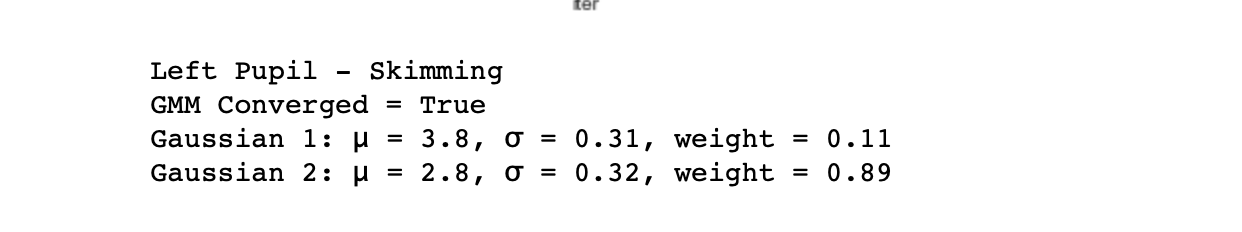 Left Pupil - Skimming
GMM Converged = True
Gaussian 1: μ = 3.8, σ = 0.31, weight = 0.11
Gaussian 2: μ = 2.8, σ = 0.32, weight = 0.89